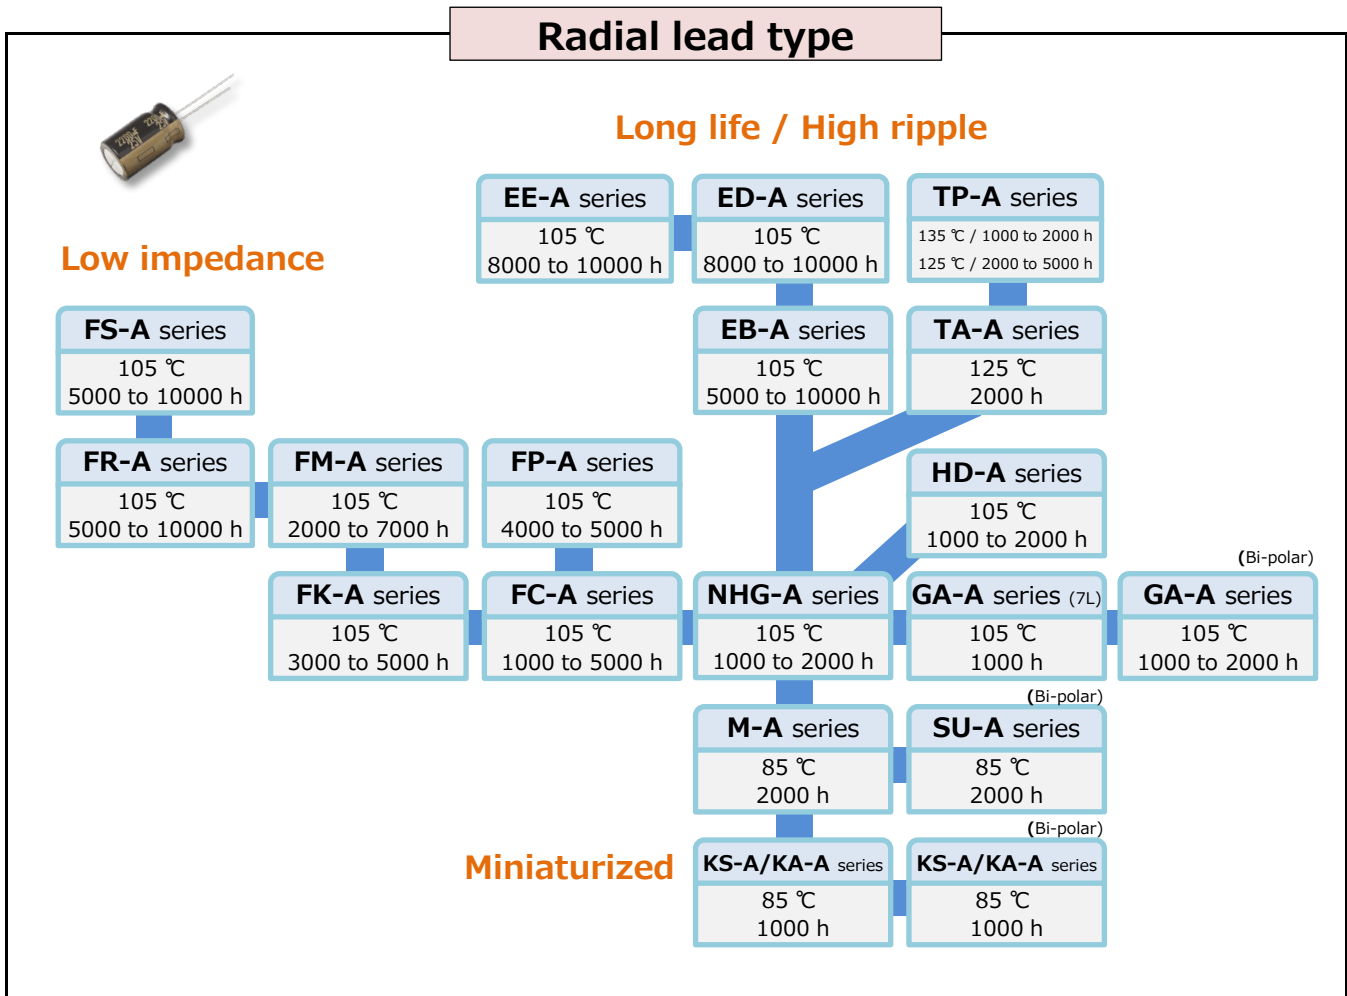 Radial lead type
Long life / High ripple
EE-A series
105 ℃
8000 to 10000 h
ED-A series
105 ℃
8000 to 10000 h
TP-A series
135 ℃ / 1000 to 2000 h
125 ℃ / 2000 to 5000 h
Low impedance
FS-A series
105 ℃
5000 to 10000 h
EB-A series
105 ℃
5000 to 10000 h
TA-A series
125 ℃
2000 h
FR-A series
105 ℃
5000 to 10000 h
FM-A series
105 ℃
2000 to 7000 h
FP-A series
105 ℃
4000 to 5000 h
HD-A series
105 ℃
1000 to 2000 h
FK-A series
105 ℃
3000 to 5000 h
FC-A series
105 ℃
1000 to 5000 h
NHG-A series
105 ℃
1000 to 2000 h
GA-A series (7L)
105 ℃
1000 h
(Bi-polar)
GA-A series
105 ℃
1000 to 2000 h
M-A series
85 ℃
2000 h
(Bi-polar)
SU-A series
85 ℃
2000 h
Miniaturized
KS-A/KA-A series
85 ℃
1000 h
(Bi-polar)
KS-A/KA-A series
85 ℃
1000 h